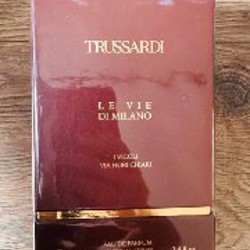 TRUSSARDI
LE VIE
DI MILANO
I VICOLI
VIA FIORI CHIARI
EAU DE PARFUM